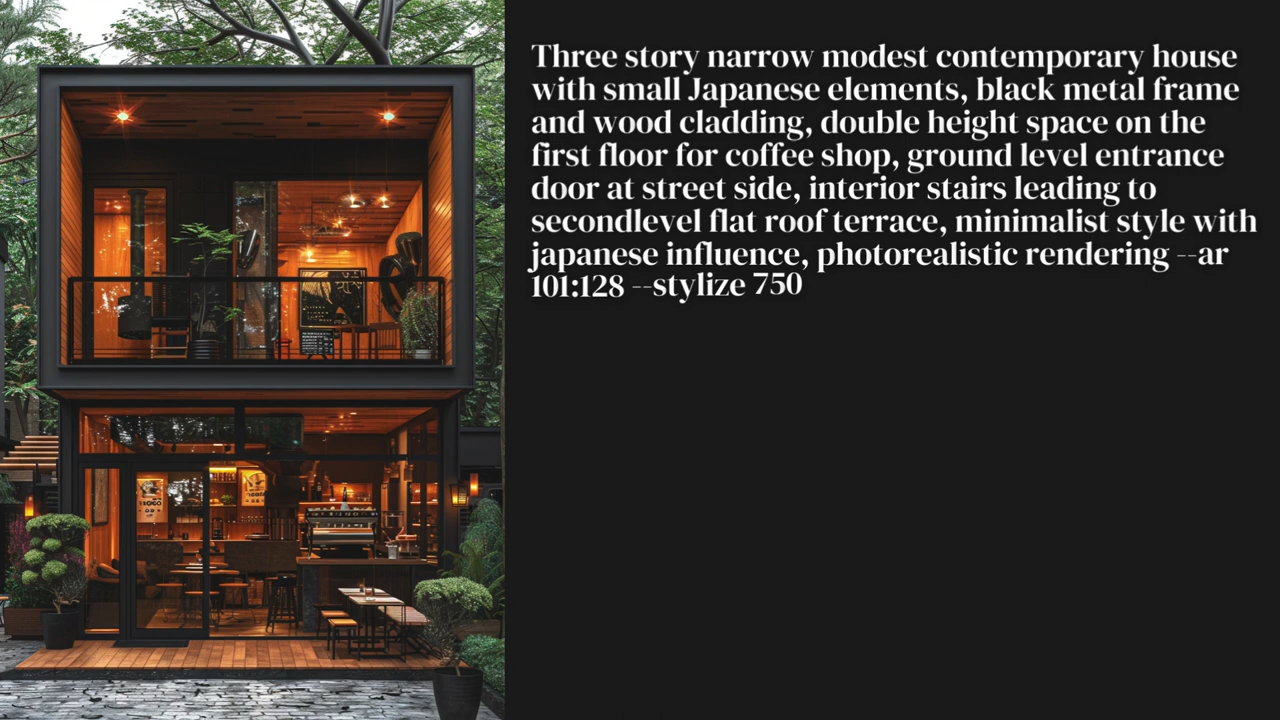 Three story narrow modest contemporary house
with small Japanese elements, black metal frame
and wood cladding, double height space on the
first floor for coffee shop, ground level entrance
door at street side, interior stairs leading to
secondlevel flat roof terrace, minimalist style with
japanese influence, photorealistic rendering --ar
101:128 --stylize 750